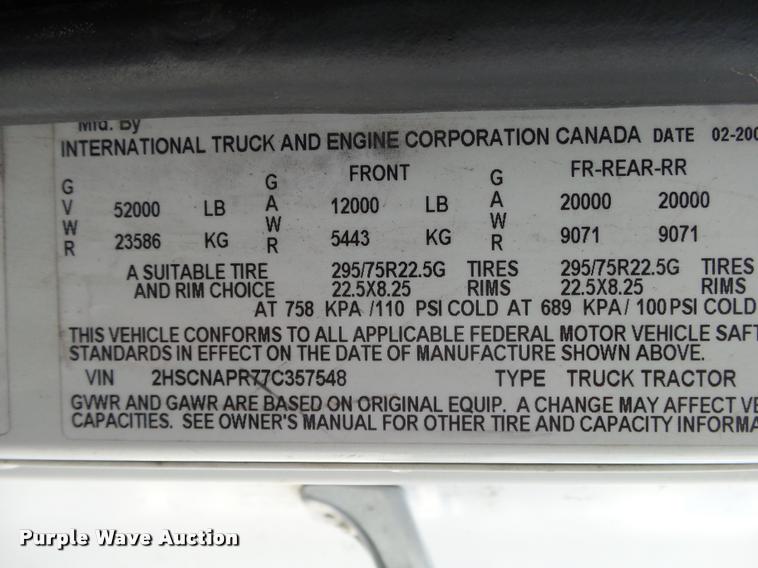 Mfd. By
INTERNATIONAL TRUCK AND ENGINE CORPORATION CANADA DATE 02-200
GVWR 52000 LB 23586 KG
GAWR FRONT 12000 LB 5443 KG
GAWR FR-REAR-RR 20000 20000 9071 9071
A SUITABLE TIRE 295/75R22.5G TIRES 295/75R22.5G TIRES
AND RIM CHOICE 22.5X8.25 RIMS 22.5X8.25 RIMS
AT 758 KPA /110 PSI COLD AT 689 KPA/ 100 PSI COLD
THIS VEHICLE CONFORMS TO ALL APPLICABLE FEDERAL MOTOR VEHICLE SAFT
STANDARDS IN EFFECT ON THE DATE OF MANUFACTURE SHOWN ABOVE.
VIN 2HSCNAPR77C357548 TYPE TRUCK TRACTOR
GVWR AND GAWR ARE BASED ON ORIGINAL EQUIP. A CHANGE MAY AFFECT VE
CAPACITIES. SEE OWNER'S MANUAL FOR OTHER TIRE AND CAPACITY INFORMA
Purple Wave Auction